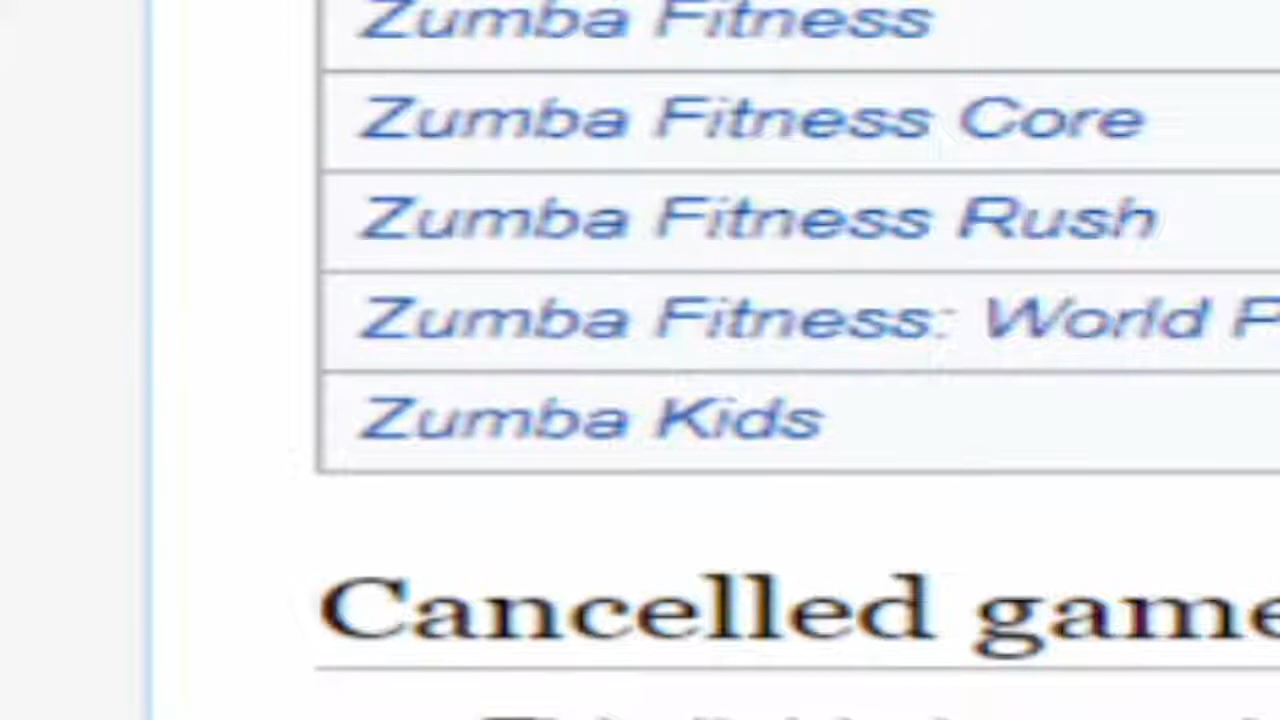 Zumba Fitness
Zumba Fitness Core
Zumba Fitness Rush
Zumba Fitness: World
Zumba Kids
Cancelled game